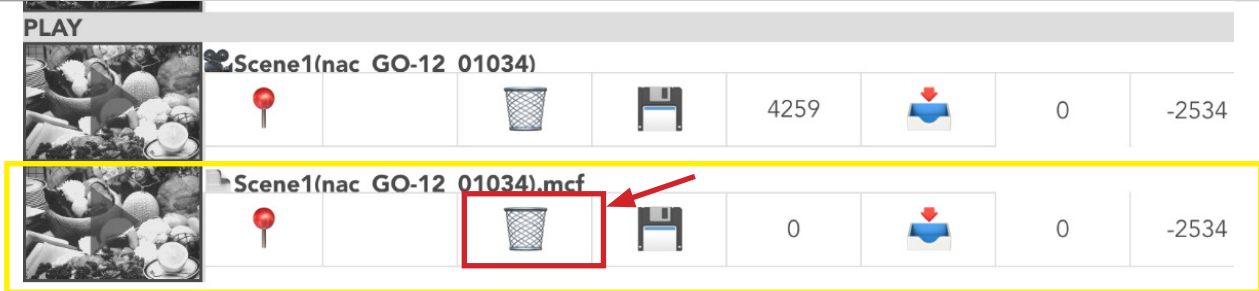 PLAY
Scene1(nac GO-12 01034)
4259 0 -2534
Scene1(nac GO-12 01034).mcf
0 0 -2534